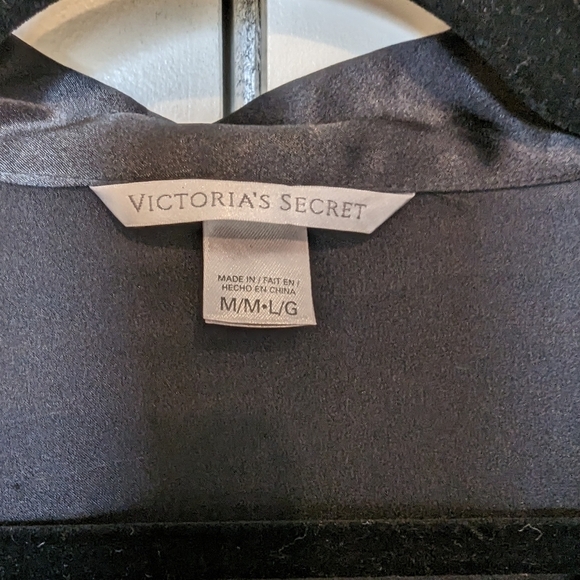 VICTORIA'S SECRET
MADE IN / FAIT EN /
HECHO EN CHINA
M/M•L/G